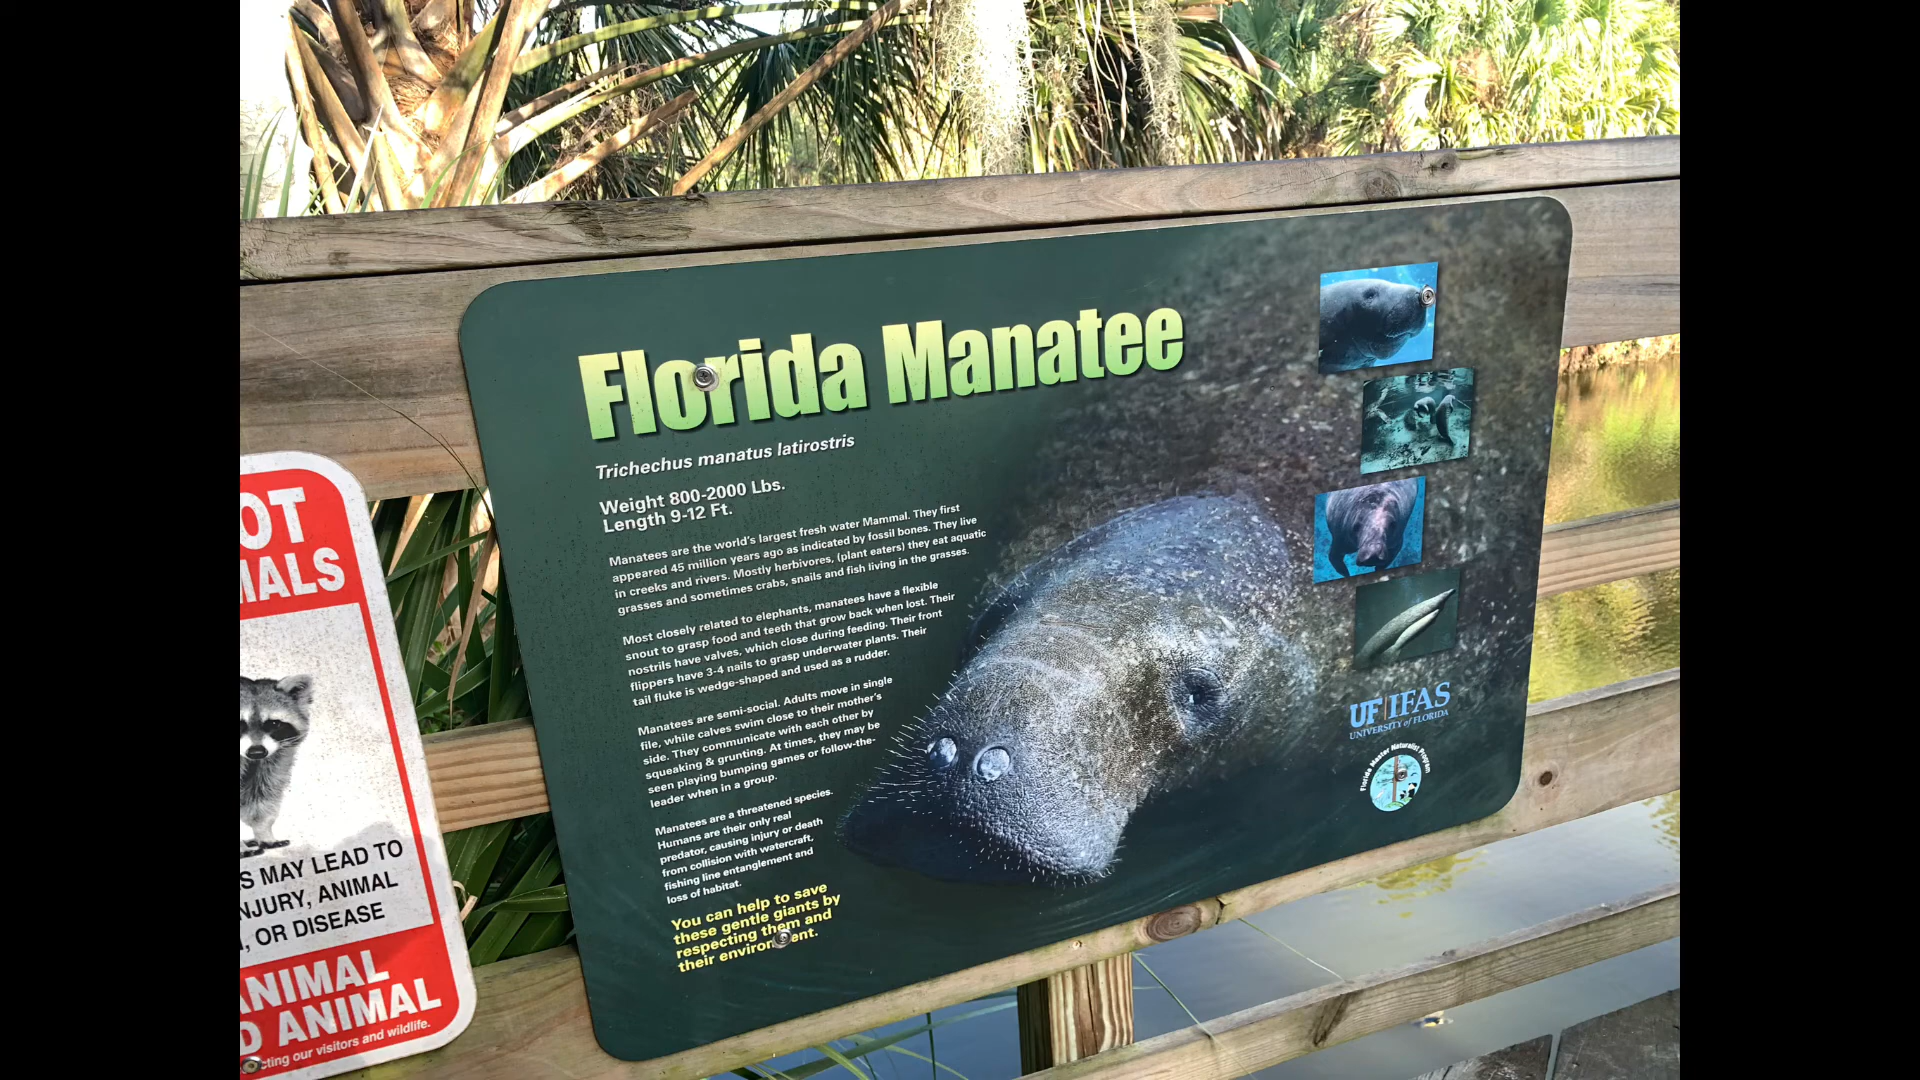 Florida Manatee
Trichechus manatus latirostris
Weight 800-2000 Lbs.
Length 9-12 Ft.
Manatees are the world's largest fresh water Mammal. They first
appeared 45 million years ago as indicated by fossil bones. They live
in creeks and rivers. Mostly herbivores, (plant eaters) they eat aquatic
grasses and sometimes crabs, snails and fish living in the grasses.
Most closely related to elephants, manatees have a flexible
snout to grasp food and teeth that grow back when lost. Their
nostrils have valves, which close during feeding. Their front
flippers have 3-4 nails to grasp underwater plants. Their
tail fluke is wedge-shaped and used as a rudder.
Manatees are semi-social. Adults move in single
file, while calves swim close to their mother's
side. They communicate with each other by
squeaking & grunting. At times, they may be
seen playing bumping games or follow-the-
leader when in a group.
Manatees are a threatened species.
Humans are their only real
predator, causing injury or death
from collision with watercraft,
fishing line entanglement and
loss of habitat.
You can help to save
these gentle giants by
respecting them and
their environment.
UF IFAS
UNIVERSITY of FLORIDA
Florida Master Naturalist Program
OT
MALS
S MAY LEAD TO
NJURY, ANIMAL
, OR DISEASE
ANIMAL
D ANIMAL
cting our visitors and wildlife.